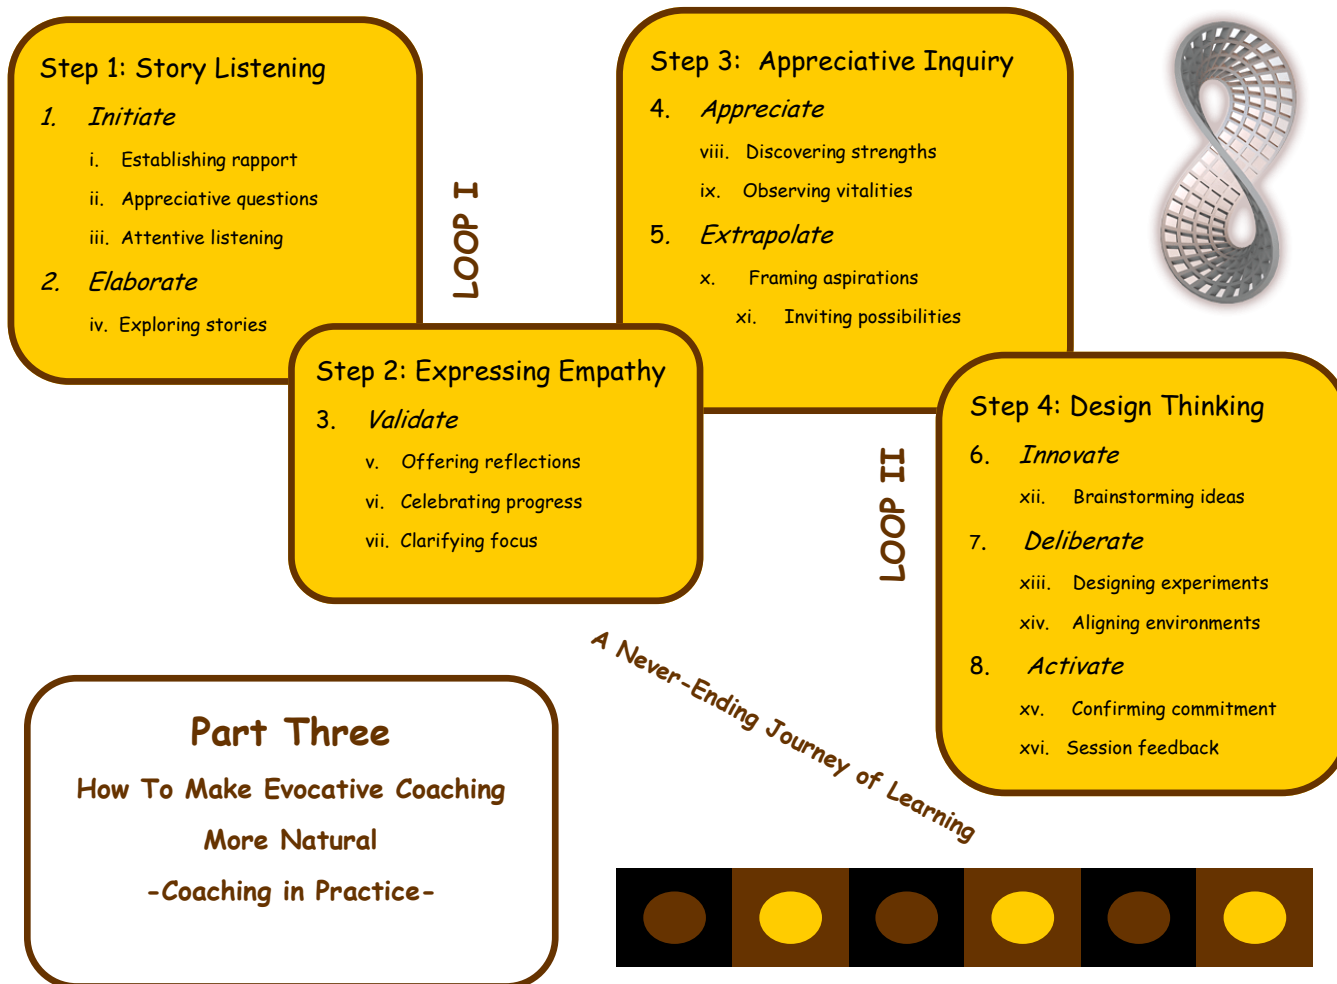 Step 1: Story Listening
1. Initiate
i. Establishing rapport
ii. Appreciative questions
iii. Attentive listening
2. Elaborate
iv. Exploring stories
LOOP I
Step 2: Expressing Empathy
3. Validate
v. Offering reflections
vi. Celebrating progress
vii. Clarifying focus
Step 3: Appreciative Inquiry
4. Appreciate
viii. Discovering strengths
ix. Observing vitalities
5. Extrapolate
x. Framing aspirations
xi. Inviting possibilities
LOOP II
Step 4: Design Thinking
6. Innovate
xii. Brainstorming ideas
7. Deliberate
xiii. Designing experiments
xiv. Aligning environments
8. Activate
xv. Confirming commitment
xvi. Session feedback
A Never-Ending Journey of Learning
Part Three
How To Make Evocative Coaching
More Natural
-Coaching in Practice-